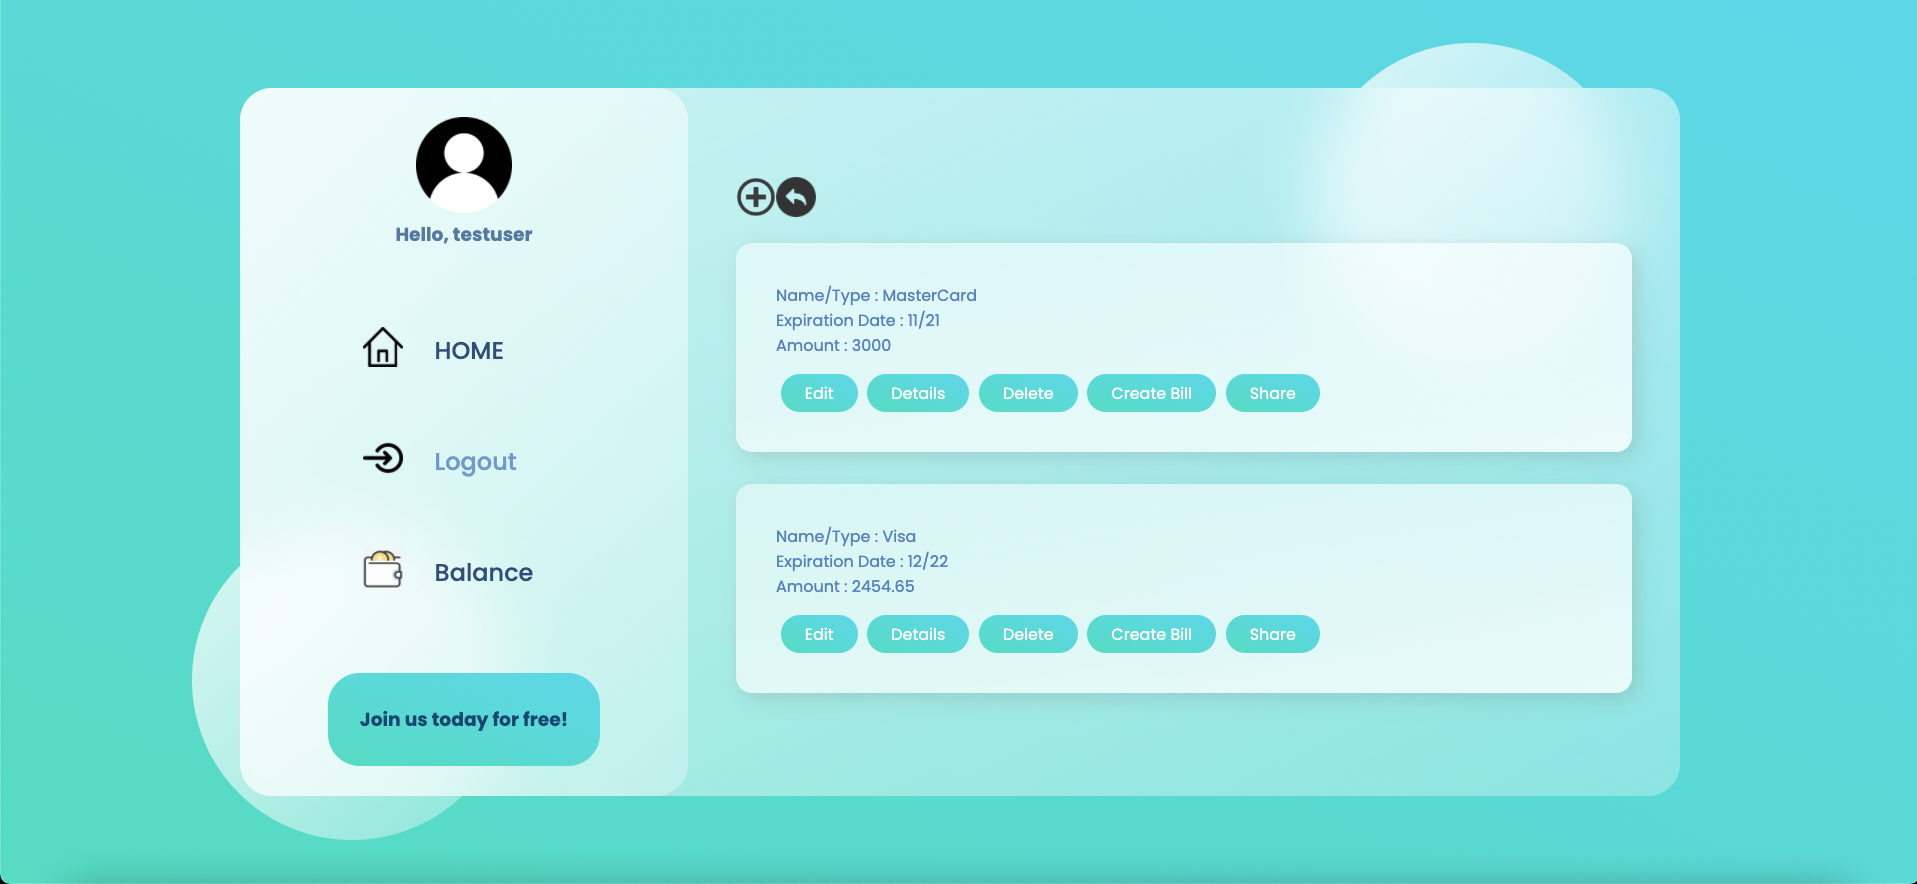 Hello, testuser
HOME
Logout
Balance
Join us today for free!
Name/Type : MasterCard
Expiration Date : 11/21
Amount : 3000
Edit Details Delete Create Bill Share
Name/Type : Visa
Expiration Date : 12/22
Amount : 2454.65
Edit Details Delete Create Bill Share